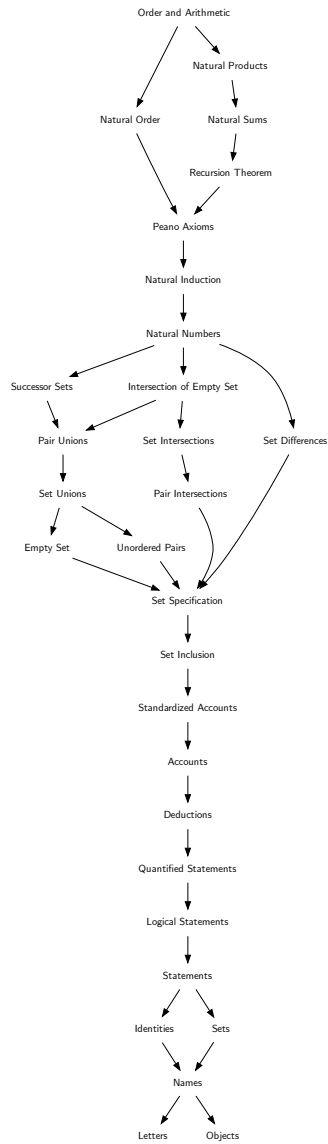 Order and Arithmetic
Natural Products
Natural Order
Natural Sums
Recursion Theorem
Peano Axioms
Natural Induction
Natural Numbers
Successor Sets
Intersection of Empty Set
Pair Unions
Set Intersections
Set Differences
Set Unions
Pair Intersections
Empty Set
Unordered Pairs
Set Specification
Set Inclusion
Standardized Accounts
Accounts
Deductions
Quantified Statements
Logical Statements
Statements
Identities
Sets
Names
Letters
Objects